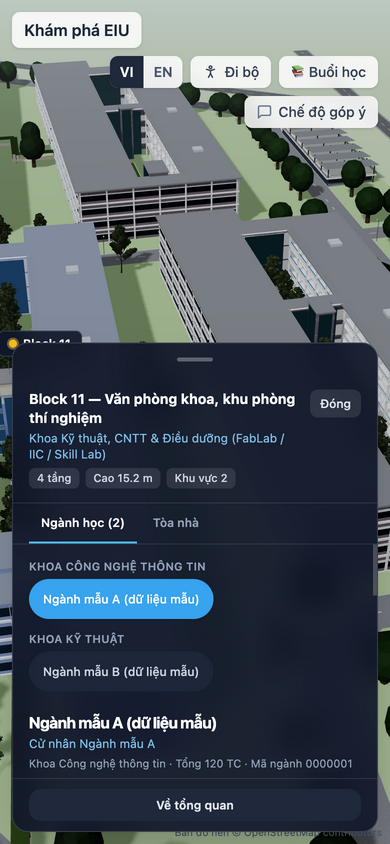 Khám phá EIU
VI EN Đi bộ Buổi học
Chế độ góp ý
Block 11
Block 11 — Văn phòng khoa, khu phòng
thí nghiệm
Đóng
Khoa Kỹ thuật, CNTT & Điều dưỡng (FabLab /
IIC / Skill Lab)
4 tầng Cao 15.2 m Khu vực 2
Ngành học (2) Tòa nhà
KHOA CÔNG NGHỆ THÔNG TIN
Ngành mẫu A (dữ liệu mẫu)
KHOA KỸ THUẬT
Ngành mẫu B (dữ liệu mẫu)
Ngành mẫu A (dữ liệu mẫu)
Cử nhân Ngành mẫu A
Khoa Công nghệ thông tin · Tổng 120 TC · Mã ngành 0000001
Về tổng quan
Bản đồ nền © OpenStreetMap contributors